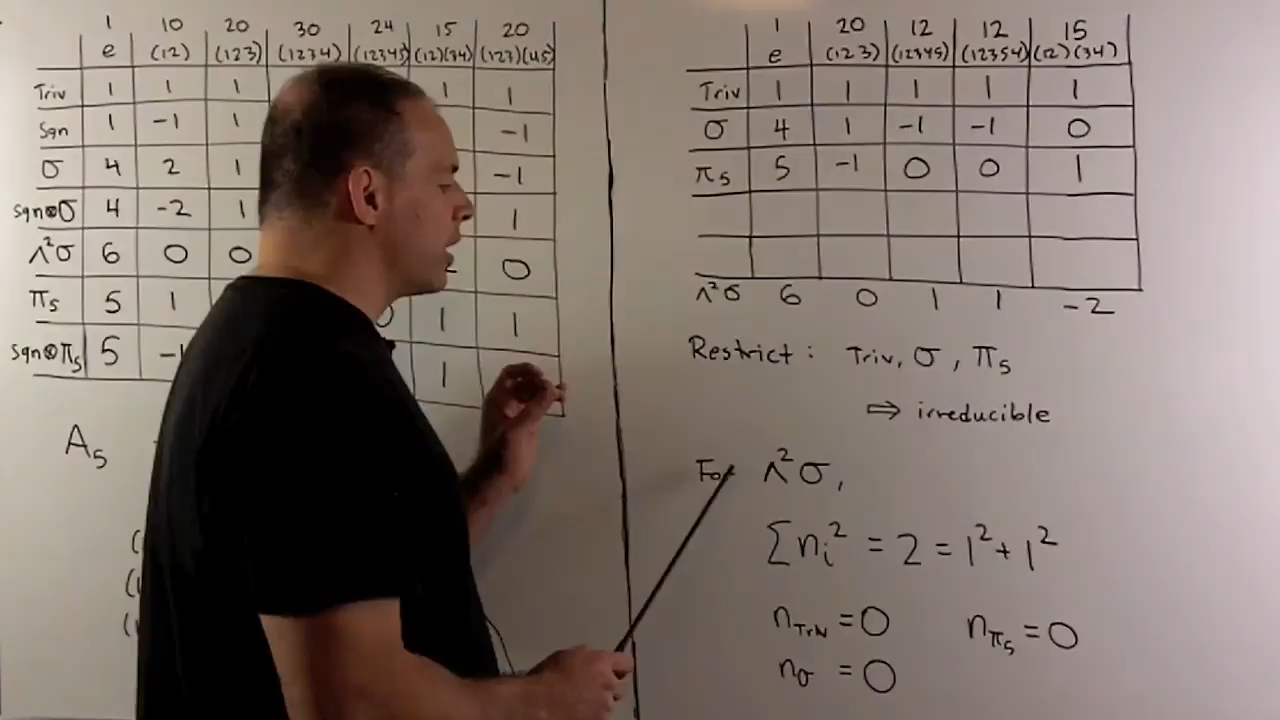 1 10 20 30 24 15 20
e (12) (123) (1234) (12345) (12)(34) (123)(45)
Triv 1 1 1 1 1
Sgn 1 -1 1 -1
σ 4 2 1 -1
sgn⊗σ 4 -2 1 1
Λ²σ 6 0 0 0
π₅ 5 1 1 1
sgn⊗π₅ 5 -1 1
A₅
1 20 12 12 15
e (123) (12345) (12354) (12)(34)
Triv 1 1 1 1 1
σ 4 1 -1 -1 0
π₅ 5 -1 0 0 1
Λ²σ 6 0 1 1 -2
Restrict: Triv, σ, π₅
⇒ irreducible
For Λ²σ,
Σnᵢ² = 2 = 1² + 1²
n_Triv = 0 n_π₅ = 0
n_σ = 0